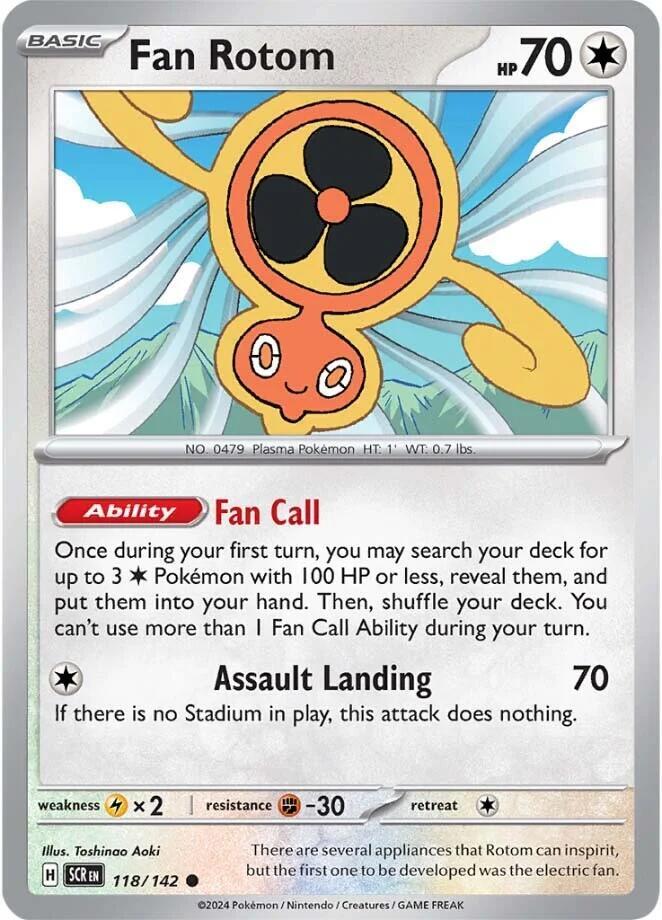 BASIC
Fan Rotom
HP 70
NO. 0479 Plasma Pokémon HT: 1' WT: 0.7 lbs.
Ability Fan Call
Once during your first turn, you may search your deck for
up to 3 Pokémon with 100 HP or less, reveal them, and
put them into your hand. Then, shuffle your deck. You
can't use more than 1 Fan Call Ability during your turn.
Assault Landing 70
If there is no Stadium in play, this attack does nothing.
weakness ×2 resistance -30 retreat
Illus. Toshinao Aoki
H SCR EN 118/142
There are several appliances that Rotom can inspirit,
but the first one to be developed was the electric fan.
©2024 Pokémon / Nintendo / Creatures / GAME FREAK